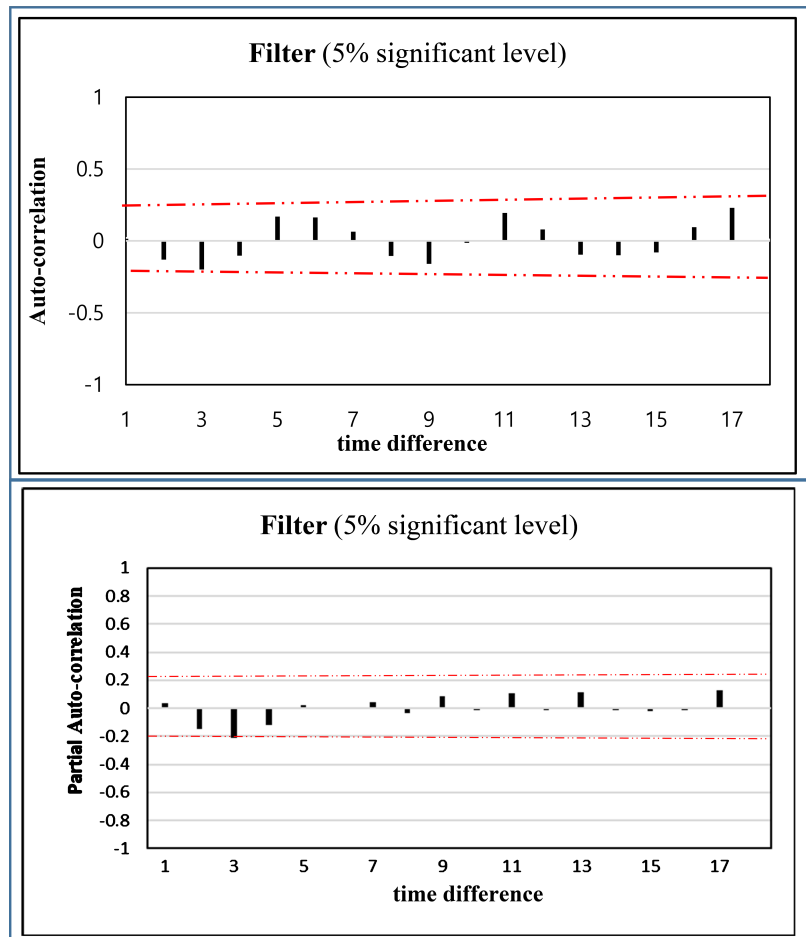 Filter (5% significant level)
Auto-correlation
1
0.5
0
-0.5
-1
1 3 5 7 9 11 13 15 17
time difference
Filter (5% significant level)
Partial Auto-correlation
1
0.8
0.6
0.4
0.2
0
-0.2
-0.4
-0.6
-0.8
-1
1 3 5 7 9 11 13 15 17
time difference